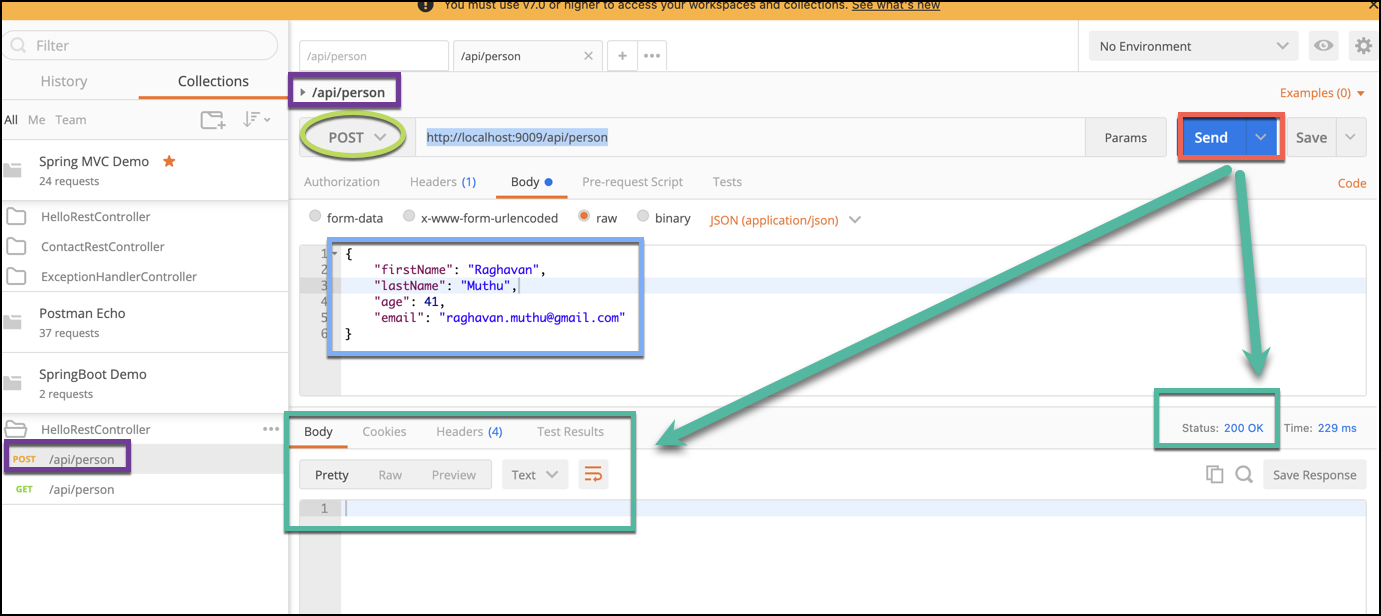 You must use v7.0 or higher to access your workspaces and collections. See what's new
Filter
History Collections
All Me Team
Spring MVC Demo
24 requests
HelloRestController
ContactRestController
ExceptionHandlerController
Postman Echo
37 requests
SpringBoot Demo
2 requests
HelloRestController
POST /api/person
GET /api/person
/api/person /api/person
No Environment
/api/person
Examples (0)
POST http://localhost:9009/api/person Params Send Save
Authorization Headers (1) Body Pre-request Script Tests Code
form-data x-www-form-urlencoded raw binary JSON (application/json)
1 {
2 "firstName": "Raghavan",
3 "lastName": "Muthu",
4 "age": 41,
5 "email": "raghavan.muthu@gmail.com"
6 }
Body Cookies Headers (4) Test Results Status: 200 OK Time: 229 ms
Pretty Raw Preview Text Save Response
1